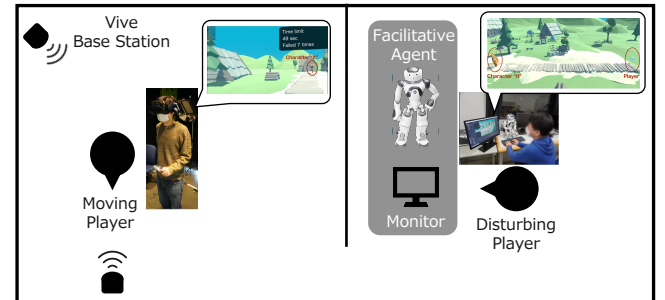 Vive
Base Station
Time limit
49 sec
Failed 7 times
Moving
Player
Facilitative
Agent
Monitor
Character "B"
Player
Disturbing
Player